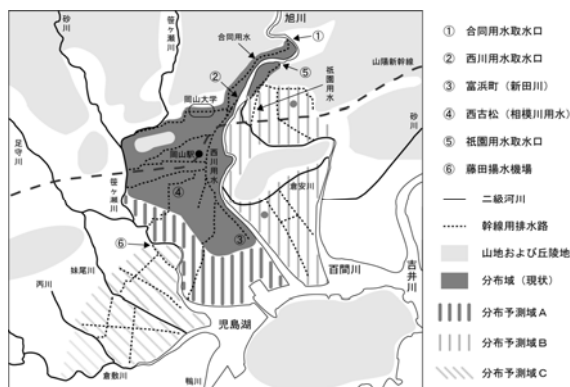 砂川
笹ヶ瀬川
旭川
合同用水
①
山陽新幹線
②
⑤
祇園用水
岡山大学
砂川
足守川
岡山駅
西川用水
笹ヶ瀬川
④
倉安川
⑥
③
妹尾川
百間川
吉井川
丙川
児島湖
倉敷川
鴨川
① 合同用水取水口
② 西川用水取水口
③ 富浜町（新田川）
④ 西古松（相模川用水）
⑤ 祇園用水取水口
⑥ 藤田揚水機場
二級河川
幹線用排水路
山地および丘陵地
分布域（現状）
分布予測域A
分布予測域B
分布予測域C